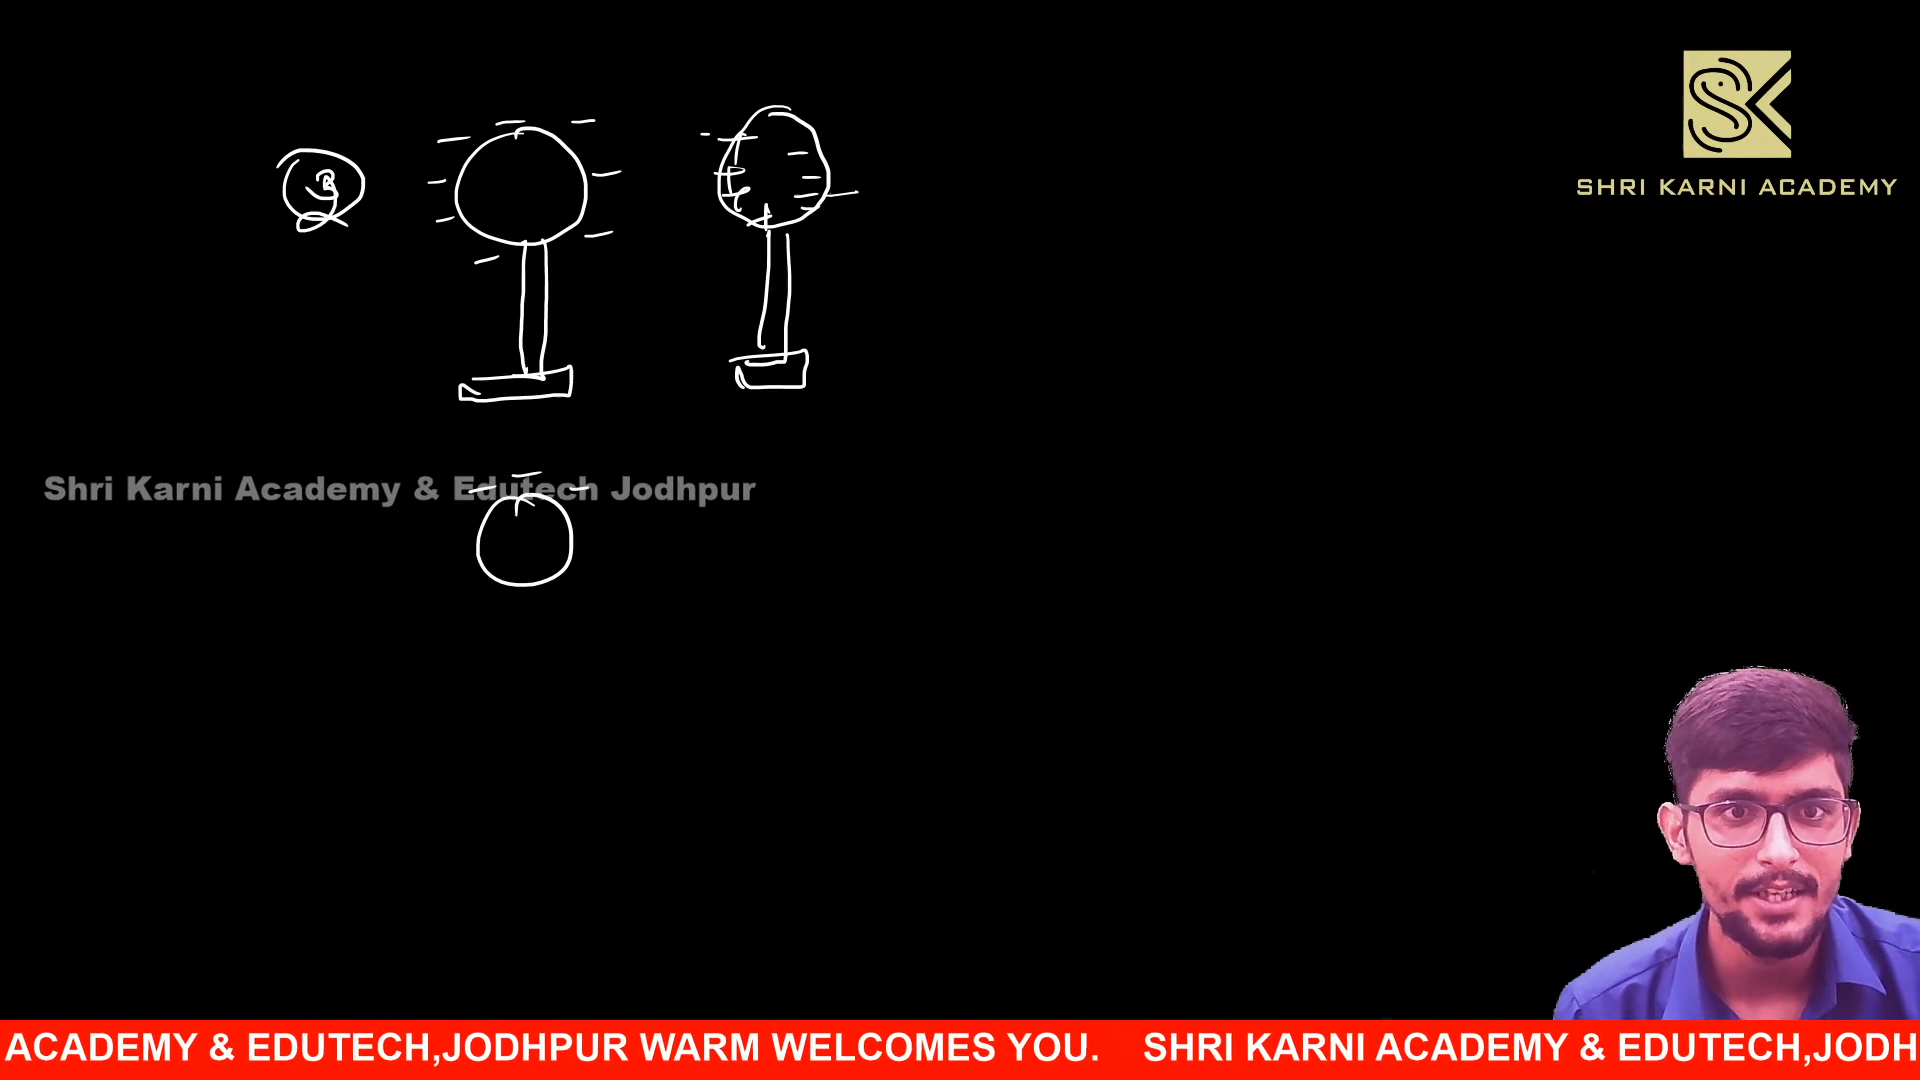 SK
SHRI KARNI ACADEMY
Shri Karni Academy & Edutech Jodhpur
ACADEMY & EDUTECH,JODHPUR WARM WELCOMES YOU. SHRI KARNI ACADEMY & EDUTECH,JODH